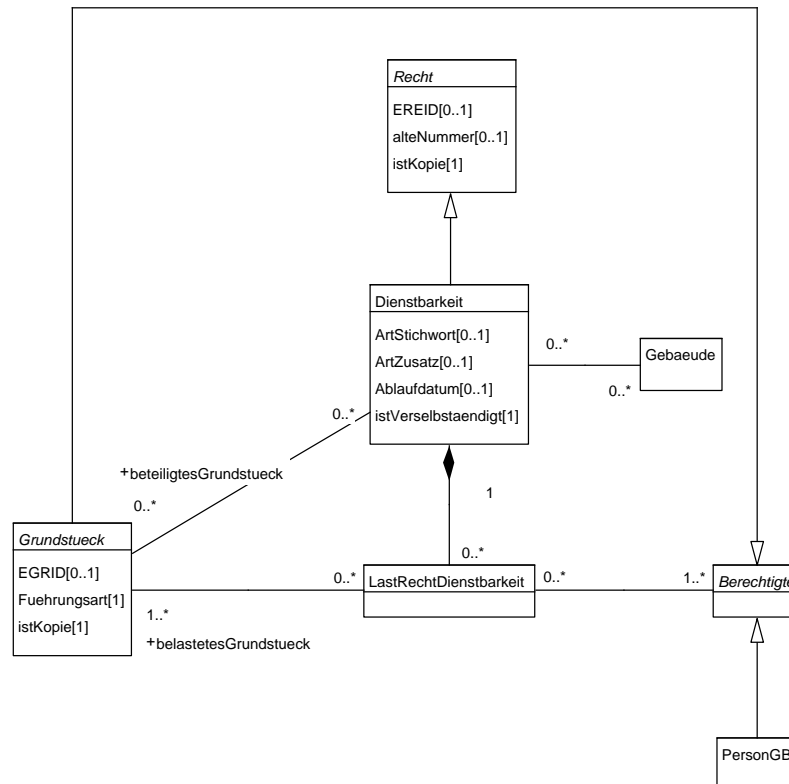 Recht
EREID[0..1]
alteNummer[0..1]
istKopie[1]
Dienstbarkeit
ArtStichwort[0..1]
ArtZusatz[0..1]
Ablaufdatum[0..1]
istVerselbstaendigt[1]
0..*
0..*
Gebaeude
0..*
+beteiligtesGrundstueck
0..*
1
0..*
Grundstueck
EGRID[0..1]
Fuehrungsart[1]
istKopie[1]
1..*
+belastetesGrundstueck
0..*
LastRechtDienstbarkeit
0..*
1..*
Berechtigte
PersonGB